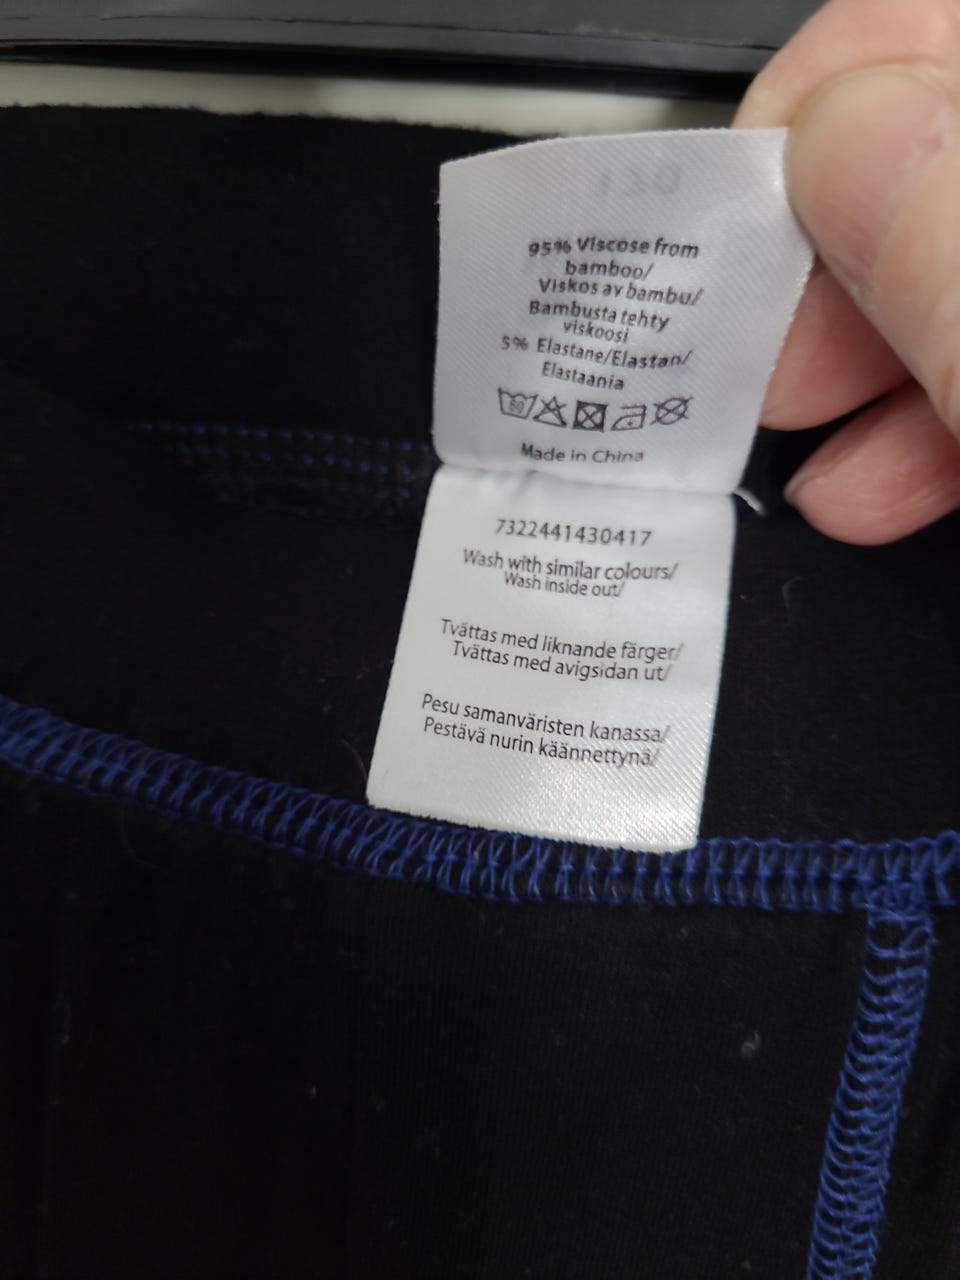 95% Viscose from
bamboo/
Viskos av bambu/
Bambusta tehty
viskoosi
5% Elastane/Elastan/
Elastaania
Made in China
7322441430417
Wash with similar colours/
Wash inside out/
Tvättas med liknande färger/
Tvättas med avigsidan ut/
Pesu samanväristen kanassa/
Pestävä nurin käännettynä/